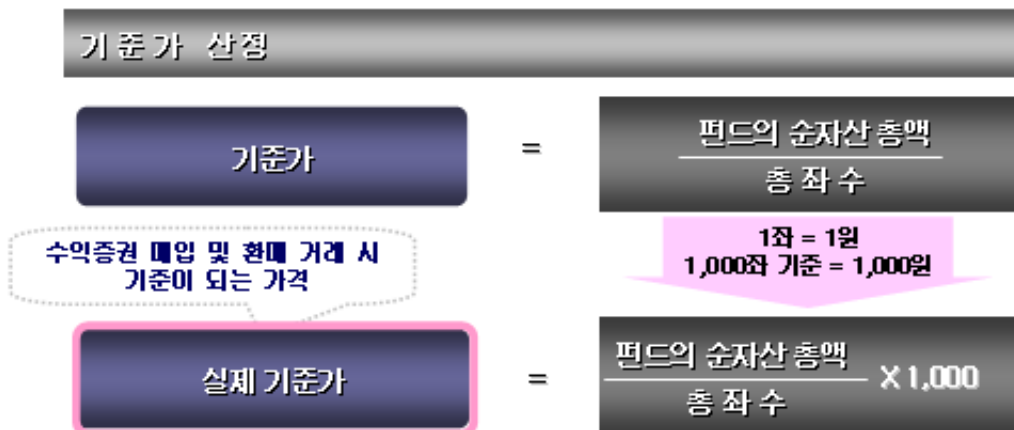 기준가 산정
기준가
=
펀드의 순자산 총액
총 좌 수
수익증권 매입 및 환매 거래 시
기준이 되는 가격
1좌 = 1원
1,000좌 기준 = 1,000원
실제 기준가
=
펀드의 순자산 총액
총 좌 수
X 1,000